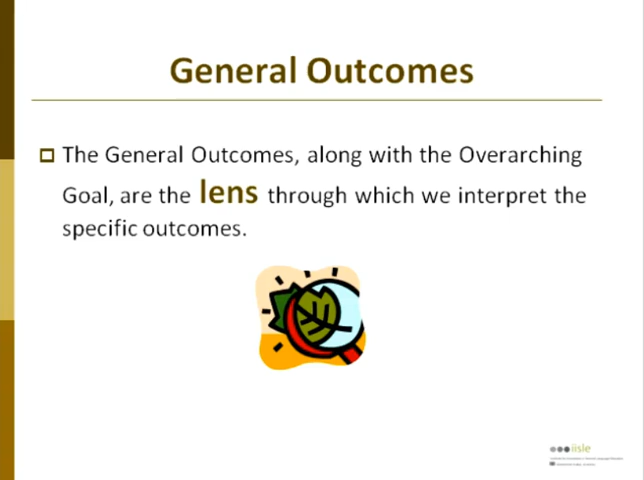 General Outcomes
The General Outcomes, along with the Overarching
Goal, are the lens through which we interpret the
specific outcomes.
iisle